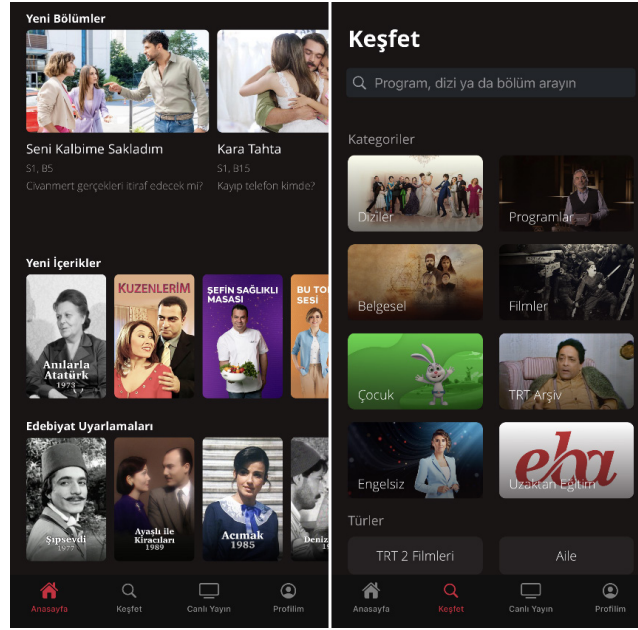 Yeni Bölümler
Seni Kalbime Sakladım
S1, B5
Civanmert gerçekleri itiraf edecek mi?
Kara Tahta
S1, B15
Kayıp telefon kimde?
Yeni İçerikler
Anılarla
Atatürk
1973
KUZENLERİM
ŞEFİN SAĞLIKLI
MASASI
BU TO
SESİ
Edebiyat Uyarlamaları
Şıpsevdi
1977
Ayaşlı ile
Kiracıları
1989
Acımak
1985
Deniz
Anasayfa
Keşfet
Canlı Yayın
Profilim
Keşfet
Program, dizi ya da bölüm arayın
Kategoriler
Diziler
Programlar
Belgesel
Filmler
Çocuk
TRT Arşiv
Engelsiz
eba
Uzaktan Eğitim
Türler
TRT 2 Filmleri
Aile
Anasayfa
Keşfet
Canlı Yayın
Profilim